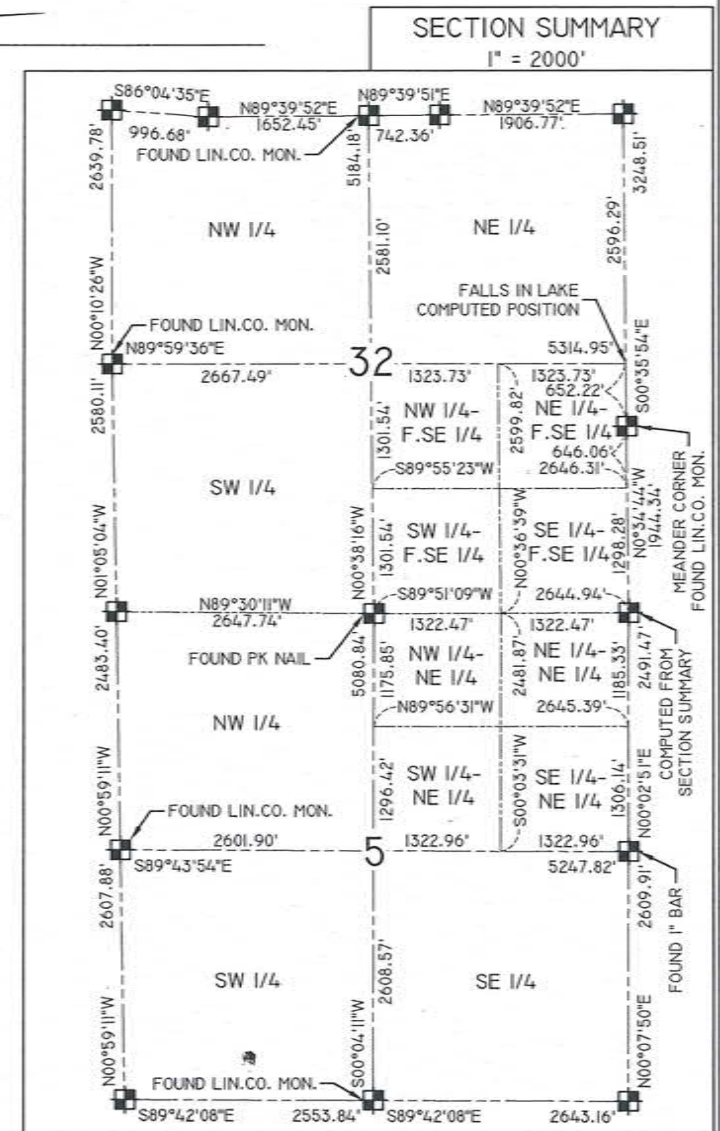 SECTION SUMMARY
1" = 2000'
S86°04'35"E
N89°39'52"E
N89°39'51"E
N89°39'52"E
996.68'
1652.45'
742.36'
1906.77'
FOUND LIN.CO. MON.
2639.78'
5184.18'
3248.51'
NW 1/4
NE 1/4
2581.10'
2596.29'
N00°10'26"W
FALLS IN LAKE
COMPUTED POSITION
FOUND LIN.CO. MON.
N89°59'36"E
2667.49'
32
5314.95'
1323.73'
1323.73'
S00°35'54"E
652.22'
2580.11'
1301.54'
NW 1/4-
F.SE 1/4
2599.82'
NE 1/4-
F.SE 1/4
646.06'
S89°55'23"W
2646.31'
MEANDER CORNER
FOUND LIN.CO. MON.
SW 1/4
N01°05'04"W
N00°38'16"W
1301.54'
SW 1/4-
F.SE 1/4
N00°36'39"W
SE 1/4-
F.SE 1/4
1298.28'
N0°34'44"W
1944.34'
N89°30'11"W
2647.74'
S89°51'09"W
2644.94'
1322.47'
1322.47'
FOUND PK NAIL
2483.40'
5080.84'
1175.85'
NW 1/4-
NE 1/4
2481.87'
NE 1/4-
NE 1/4
1185.33'
2491.47'
COMPUTED FROM
SECTION SUMMARY
N89°56'31"W
2645.39'
NW 1/4
N00°59'11"W
1296.42'
SW 1/4-
NE 1/4
S00°03'31"W
SE 1/4-
NE 1/4
1306.14'
N00°02'51"E
FOUND LIN.CO. MON.
2601.90'
5
1322.96'
1322.96'
S89°43'54"E
5247.82'
2607.88'
2609.91'
FOUND 1" BAR
SW 1/4
2608.57'
SE 1/4
N00°59'11"W
S00°04'11"W
N00°07'50"E
FOUND LIN.CO. MON.
S89°42'08"E
2553.84'
S89°42'08"E
2643.16'